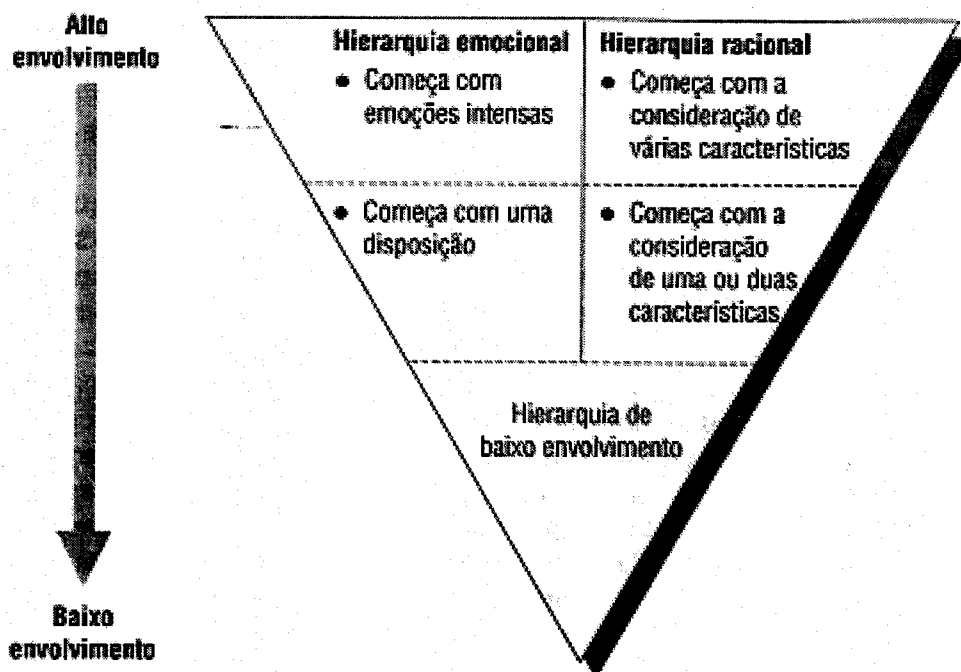 Alto
envolvimento
Hierarquia emocional
• Começa com
emoções intensas
Hierarquia racional
• Começa com a
consideração de
várias características
• Começa com uma
disposição
• Começa com a
consideração
de uma ou duas
características
Hierarquia de
baixo envolvimento
Baixo
envolvimento